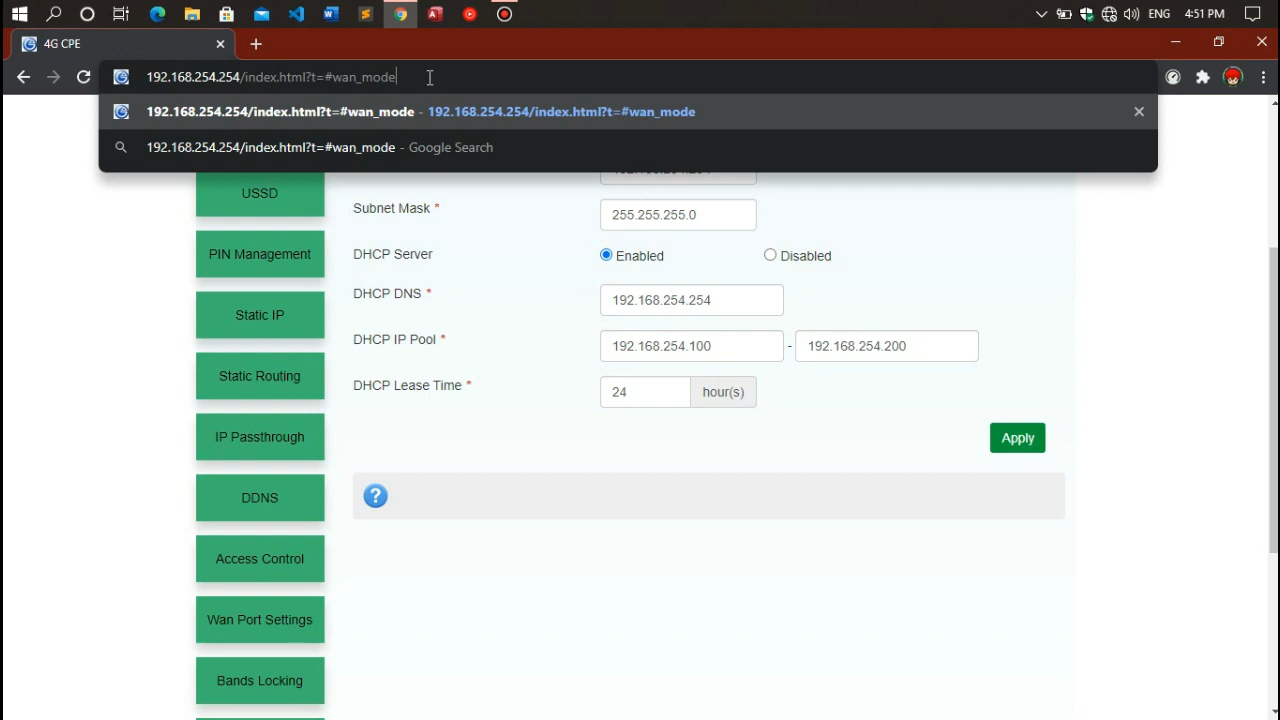 ENG 4:51 PM
4G CPE
192.168.254.254/index.html?t=#wan_mode
192.168.254.254/index.html?t=#wan_mode - 192.168.254.254/index.html?t=#wan_mode
192.168.254.254/index.html?t=#wan_mode - Google Search
USSD
Subnet Mask *
255.255.255.0
PIN Management
DHCP Server
Enabled
Disabled
DHCP DNS *
192.168.254.254
Static IP
DHCP IP Pool *
192.168.254.100 - 192.168.254.200
Static Routing
DHCP Lease Time *
24 hour(s)
IP Passthrough
Apply
DDNS
?
Access Control
Wan Port Settings
Bands Locking